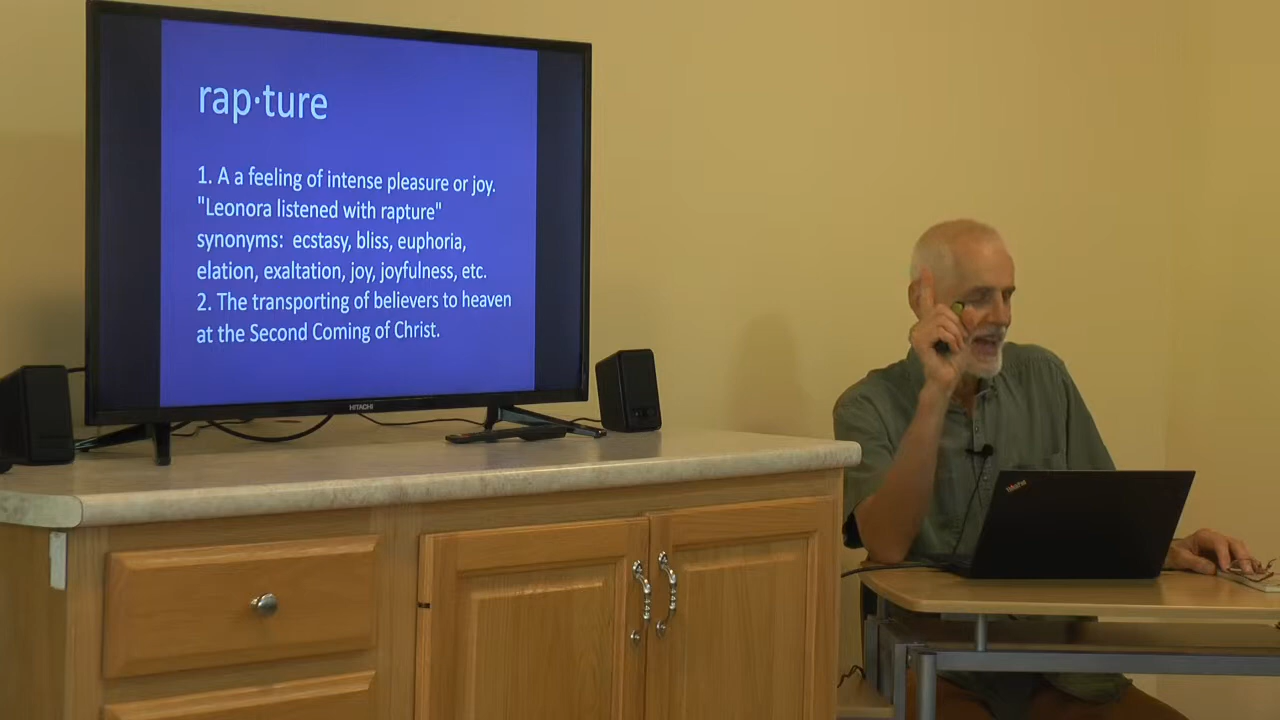 rap·ture
1. A a feeling of intense pleasure or joy.
"Leonora listened with rapture"
synonyms: ecstasy, bliss, euphoria,
elation, exaltation, joy, joyfulness, etc.
2. The transporting of believers to heaven
at the Second Coming of Christ.
HITACHI
ThinkPad